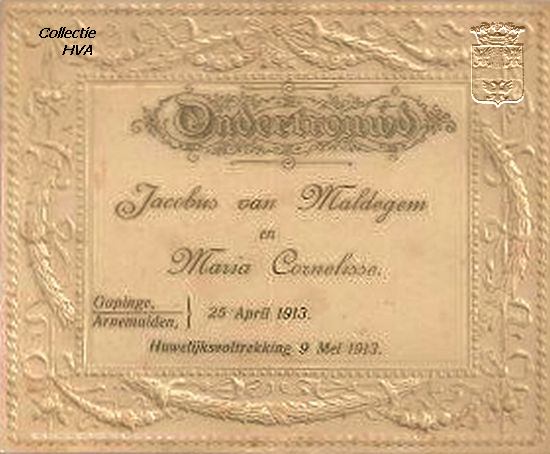 Collectie
HVA
Ondertrouwd
Jacobus van Maldegem
en
Maria Cornelisse.
Gapinge,
Arnemuiden, } 25 April 1913.
Huwelijksvoltrekking 9 Mei 1913.